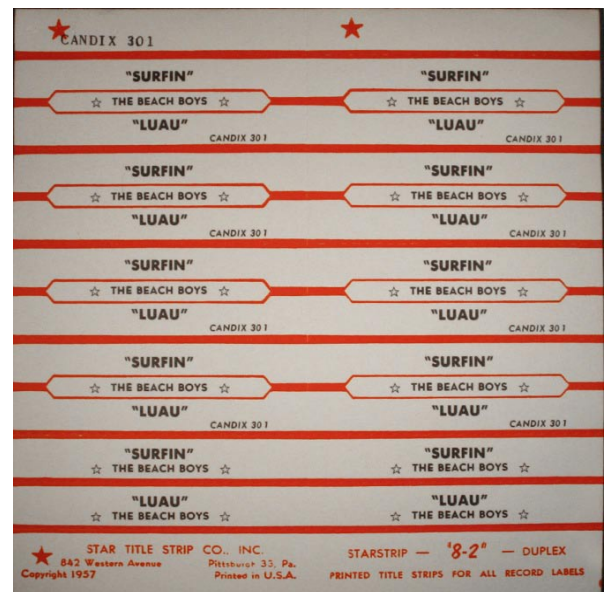 CANDIX 301
"SURFIN" "SURFIN"
☆ THE BEACH BOYS ☆ ☆ THE BEACH BOYS ☆
"LUAU" "LUAU"
CANDIX 301 CANDIX 301
"SURFIN" "SURFIN"
☆ THE BEACH BOYS ☆ ☆ THE BEACH BOYS ☆
"LUAU" "LUAU"
CANDIX 301 CANDIX 301
"SURFIN" "SURFIN"
☆ THE BEACH BOYS ☆ ☆ THE BEACH BOYS ☆
"LUAU" "LUAU"
CANDIX 301 CANDIX 301
"SURFIN" "SURFIN"
☆ THE BEACH BOYS ☆ ☆ THE BEACH BOYS ☆
"LUAU" "LUAU"
CANDIX 301 CANDIX 301
"SURFIN" "SURFIN"
☆ THE BEACH BOYS ☆ ☆ THE BEACH BOYS ☆
"LUAU" "LUAU"
☆ THE BEACH BOYS ☆ ☆ THE BEACH BOYS ☆
STAR TITLE STRIP CO., INC. STARSTRIP — "8-2" — DUPLEX
842 Western Avenue Pittsburgh 33, Pa.
Copyright 1957 Printed in U.S.A. PRINTED TITLE STRIPS FOR ALL RECORD LABELS